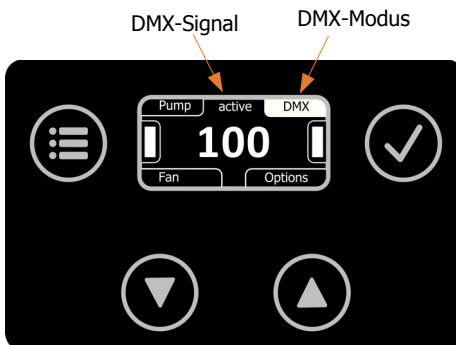 DMX-Signal DMX-Modus
Pump active DMX
100
Fan Options